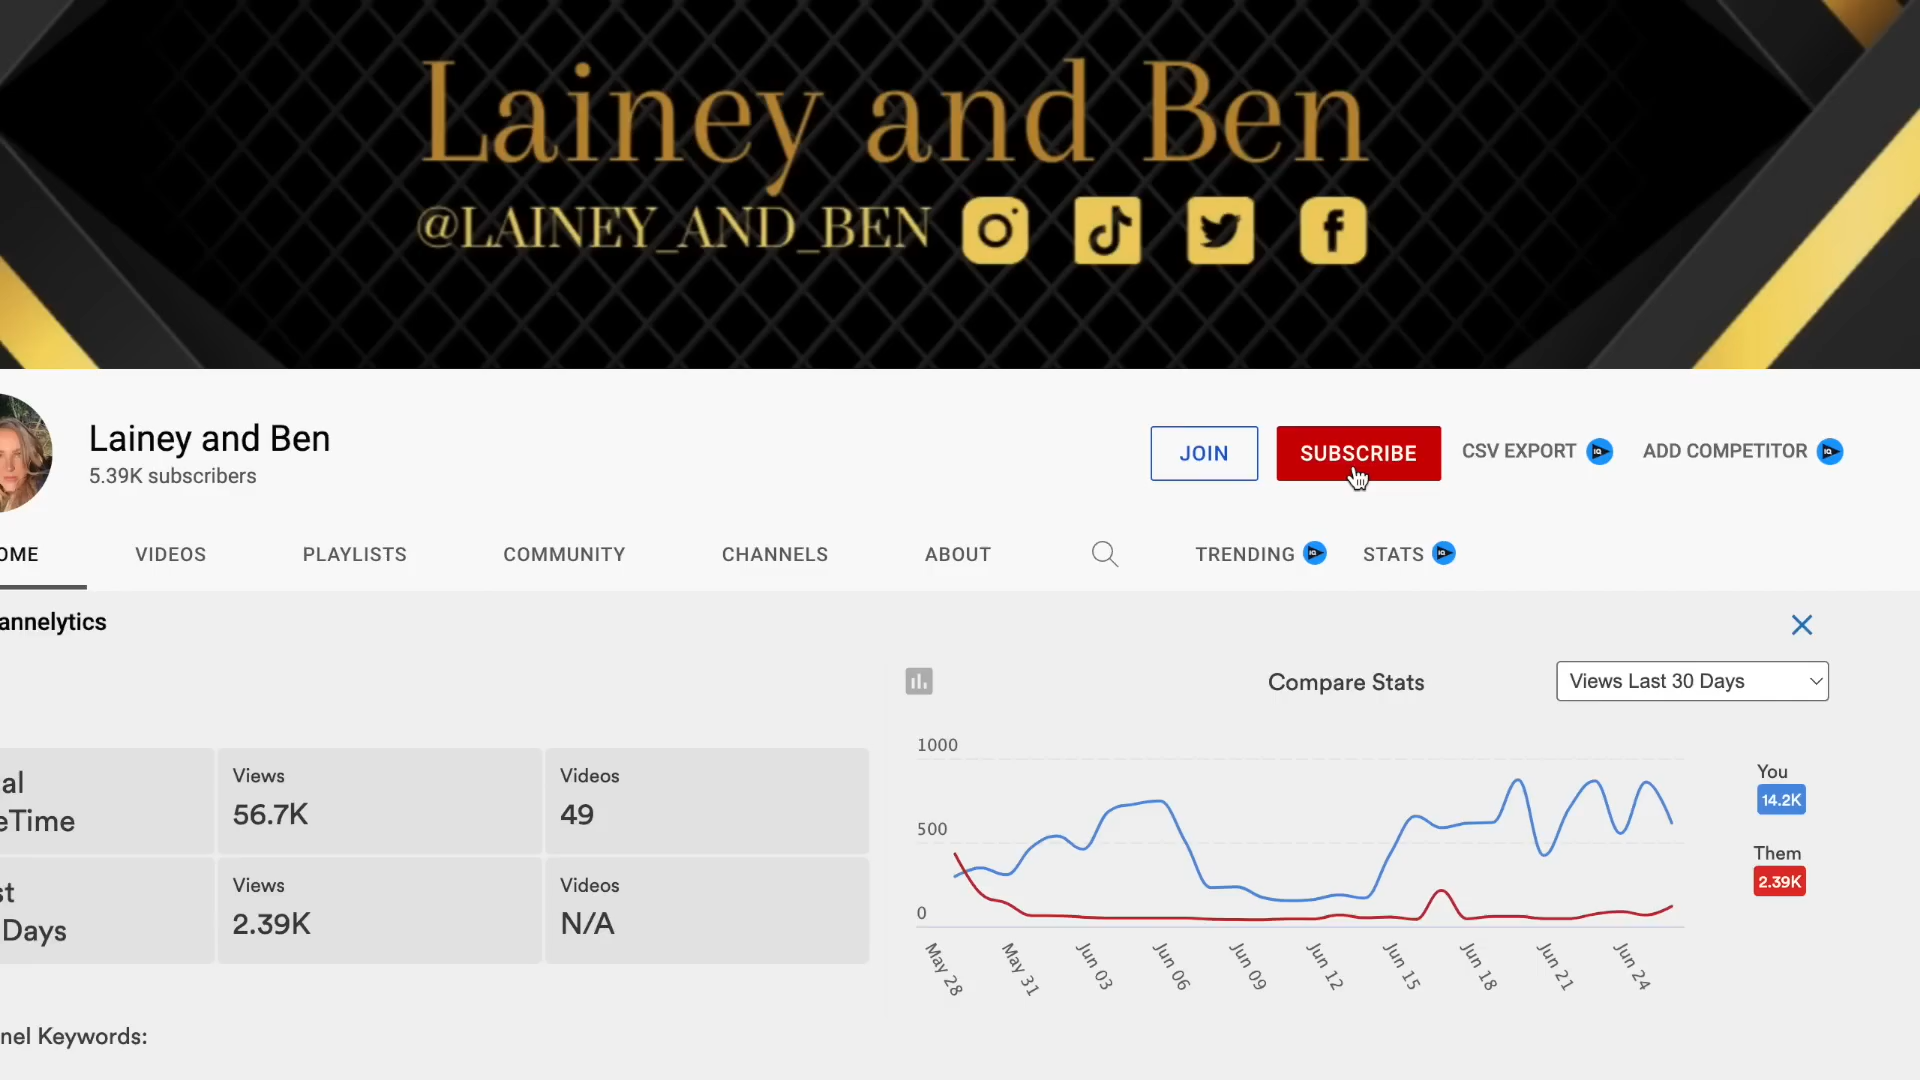 Lainey and Ben
@LAINEY_AND_BEN
Lainey and Ben
5.39K subscribers
JOIN
SUBSCRIBE
CSV EXPORT
ADD COMPETITOR
OME
VIDEOS
PLAYLISTS
COMMUNITY
CHANNELS
ABOUT
TRENDING
STATS
annelytics
Compare Stats
Views Last 30 Days
al
eTime
Views
56.7K
Videos
49
st
Days
Views
2.39K
Videos
N/A
1000
500
0
May 28
May 31
Jun 03
Jun 06
Jun 09
Jun 12
Jun 15
Jun 18
Jun 21
Jun 24
You
14.2K
Them
2.39K
nel Keywords: